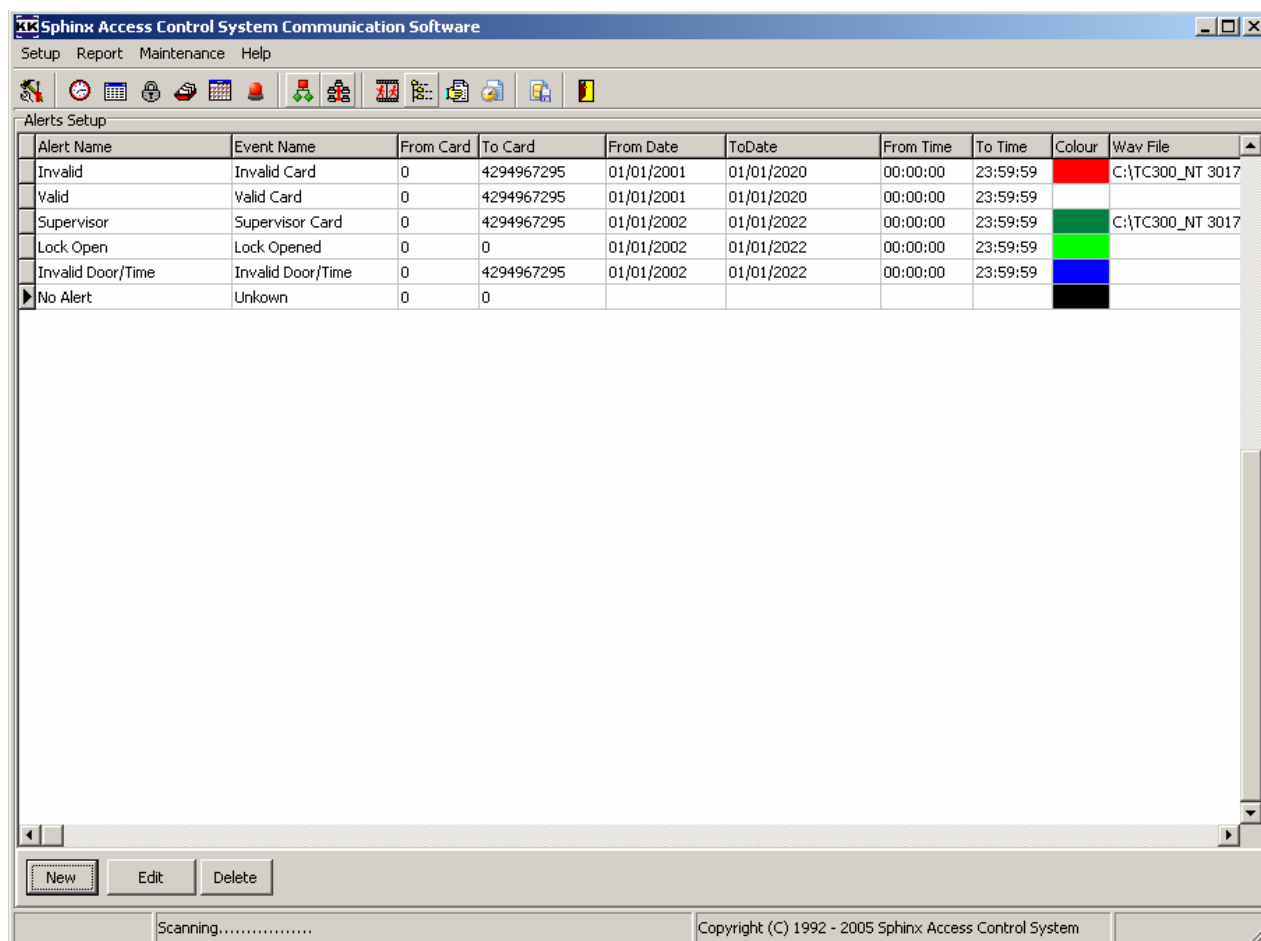 KK Sphinx Access Control System Communication Software
Setup Report Maintenance Help
Alerts Setup
Alert Name Event Name From Card To Card From Date ToDate From Time To Time Colour Wav File
Invalid Invalid Card 0 4294967295 01/01/2001 01/01/2020 00:00:00 23:59:59 C:\TC300_NT 3017
Valid Valid Card 0 4294967295 01/01/2001 01/01/2020 00:00:00 23:59:59
Supervisor Supervisor Card 0 4294967295 01/01/2002 01/01/2022 00:00:00 23:59:59 C:\TC300_NT 3017
Lock Open Lock Opened 0 0 01/01/2002 01/01/2022 00:00:00 23:59:59
Invalid Door/Time Invalid Door/Time 0 4294967295 01/01/2002 01/01/2022 00:00:00 23:59:59
No Alert Unkown 0 0
New Edit Delete
Scanning................ Copyright (C) 1992 - 2005 Sphinx Access Control System